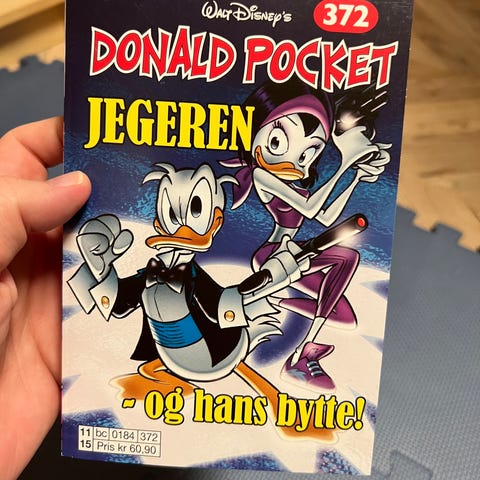 WALT DISNEY'S
372
DONALD POCKET
JEGEREN
- og hans bytte!
11 bc 0184 372
15 Pris kr 60,90